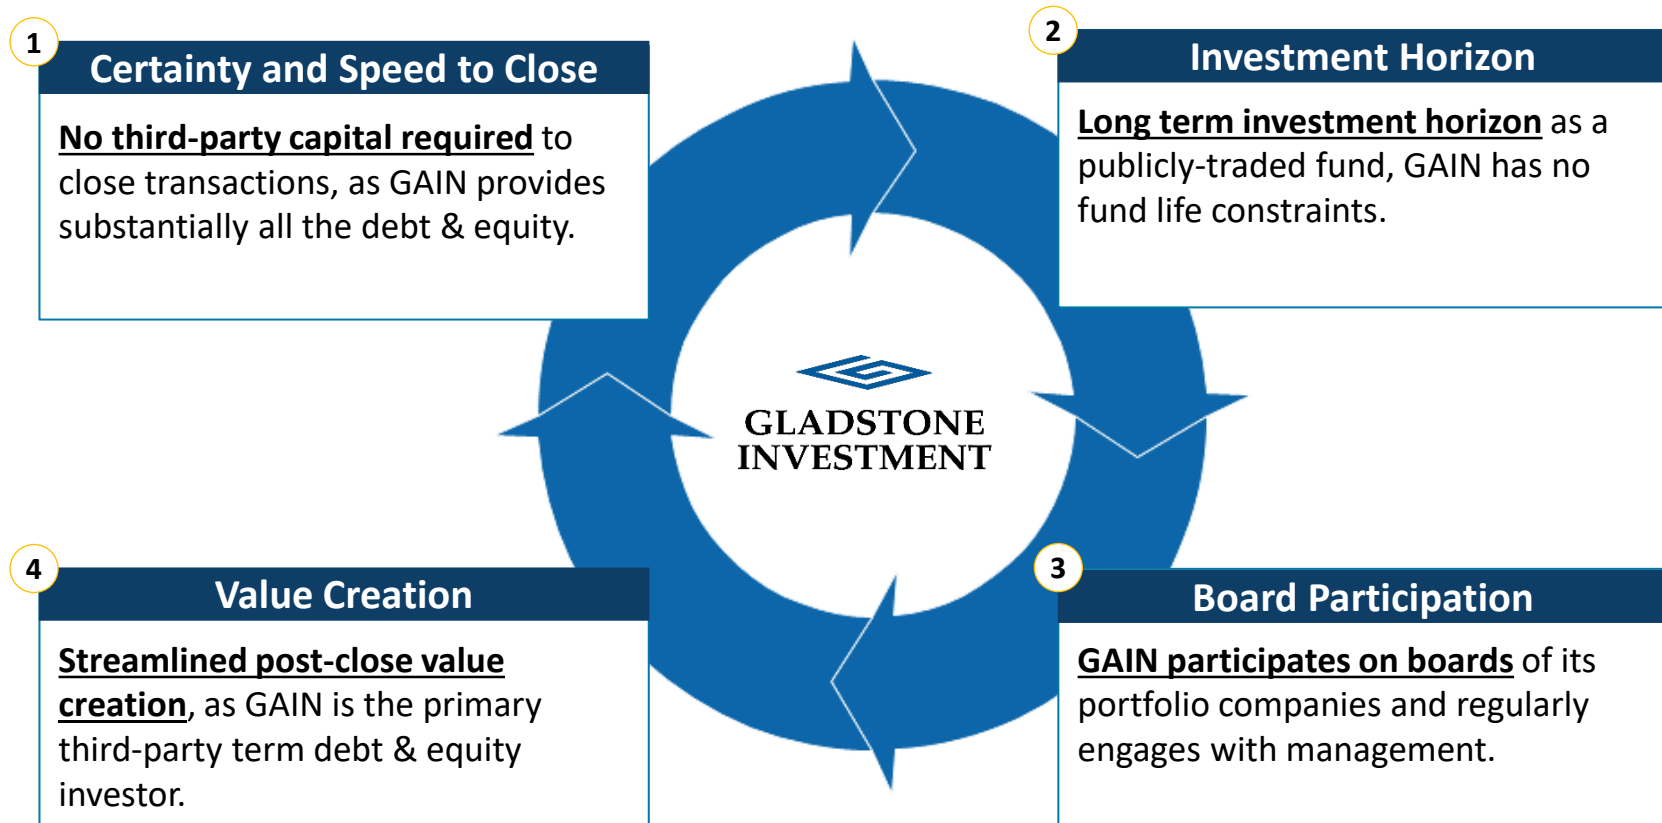 1
Certainty and Speed to Close
No third-party capital required to
close transactions, as GAIN provides
substantially all the debt & equity.
2
Investment Horizon
Long term investment horizon as a
publicly-traded fund, GAIN has no
fund life constraints.
GLADSTONE
INVESTMENT
3
Board Participation
GAIN participates on boards of its
portfolio companies and regularly
engages with management.
4
Value Creation
Streamlined post-close value
creation, as GAIN is the primary
third-party term debt & equity
investor.